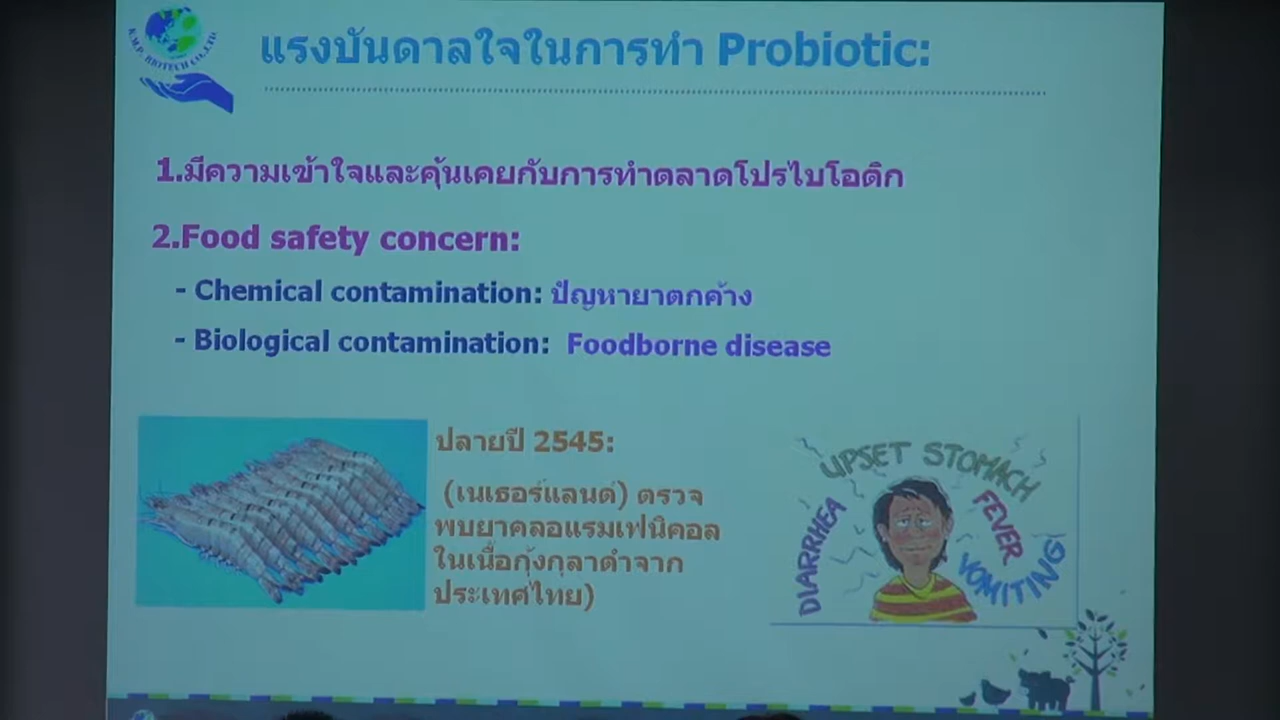 K.M.P. BIOTECH CO.,LTD.
แรงบันดาลใจในการทำ Probiotic:
1.มีความเข้าใจและคุ้นเคยกับการทำตลาดโปรไบโอติก
2.Food safety concern:
- Chemical contamination: ปัญหายาตกค้าง
- Biological contamination: Foodborne disease
ปลายปี 2545:
(เนเธอร์แลนด์) ตรวจ
พบยาคลอแรมเฟนิคอล
ในเนื้อกุ้งกุลาดำจาก
ประเทศไทย)
UPSET STOMACH
DIARRHEA
FEVER
VOMITING